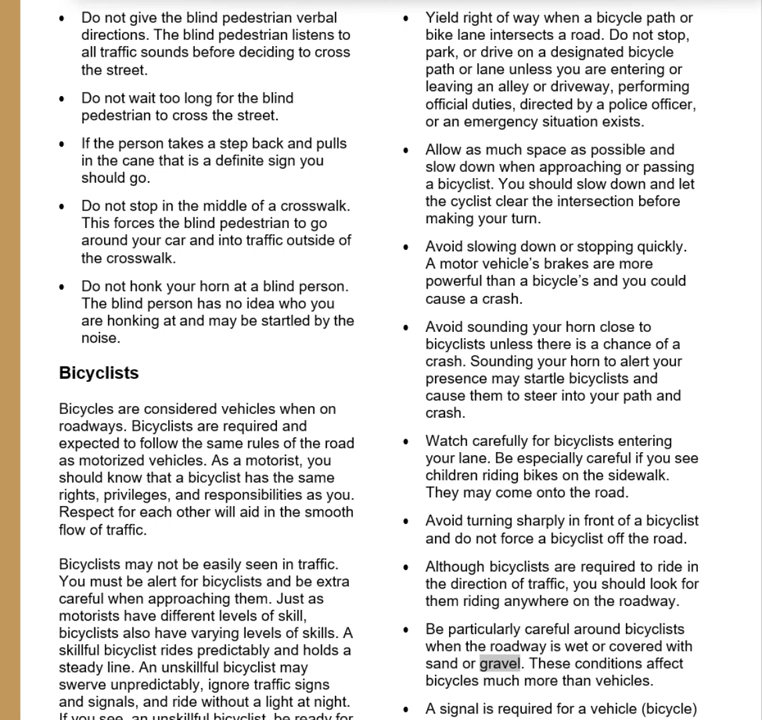 • Do not give the blind pedestrian verbal
directions. The blind pedestrian listens to
all traffic sounds before deciding to cross
the street.
• Do not wait too long for the blind
pedestrian to cross the street.
• If the person takes a step back and pulls
in the cane that is a definite sign you
should go.
• Do not stop in the middle of a crosswalk.
This forces the blind pedestrian to go
around your car and into traffic outside of
the crosswalk.
• Do not honk your horn at a blind person.
The blind person has no idea who you
are honking at and may be startled by the
noise.
Bicyclists
Bicycles are considered vehicles when on
roadways. Bicyclists are required and
expected to follow the same rules of the road
as motorized vehicles. As a motorist, you
should know that a bicyclist has the same
rights, privileges, and responsibilities as you.
Respect for each other will aid in the smooth
flow of traffic.
Bicyclists may not be easily seen in traffic.
You must be alert for bicyclists and be extra
careful when approaching them. Just as
motorists have different levels of skill,
bicyclists also have varying levels of skills. A
skillful bicyclist rides predictably and holds a
steady line. An unskillful bicyclist may
swerve unpredictably, ignore traffic signs
and signals, and ride without a light at night.
If you see, an unskillful bicyclist, be ready for
• Yield right of way when a bicycle path or
bike lane intersects a road. Do not stop,
park, or drive on a designated bicycle
path or lane unless you are entering or
leaving an alley or driveway, performing
official duties, directed by a police officer,
or an emergency situation exists.
• Allow as much space as possible and
slow down when approaching or passing
a bicyclist. You should slow down and let
the cyclist clear the intersection before
making your turn.
• Avoid slowing down or stopping quickly.
A motor vehicle's brakes are more
powerful than a bicycle's and you could
cause a crash.
• Avoid sounding your horn close to
bicyclists unless there is a chance of a
crash. Sounding your horn to alert your
presence may startle bicyclists and
cause them to steer into your path and
crash.
• Watch carefully for bicyclists entering
your lane. Be especially careful if you see
children riding bikes on the sidewalk.
They may come onto the road.
• Avoid turning sharply in front of a bicyclist
and do not force a bicyclist off the road.
• Although bicyclists are required to ride in
the direction of traffic, you should look for
them riding anywhere on the roadway.
• Be particularly careful around bicyclists
when the roadway is wet or covered with
sand or gravel. These conditions affect
bicycles much more than vehicles.
• A signal is required for a vehicle (bicycle)